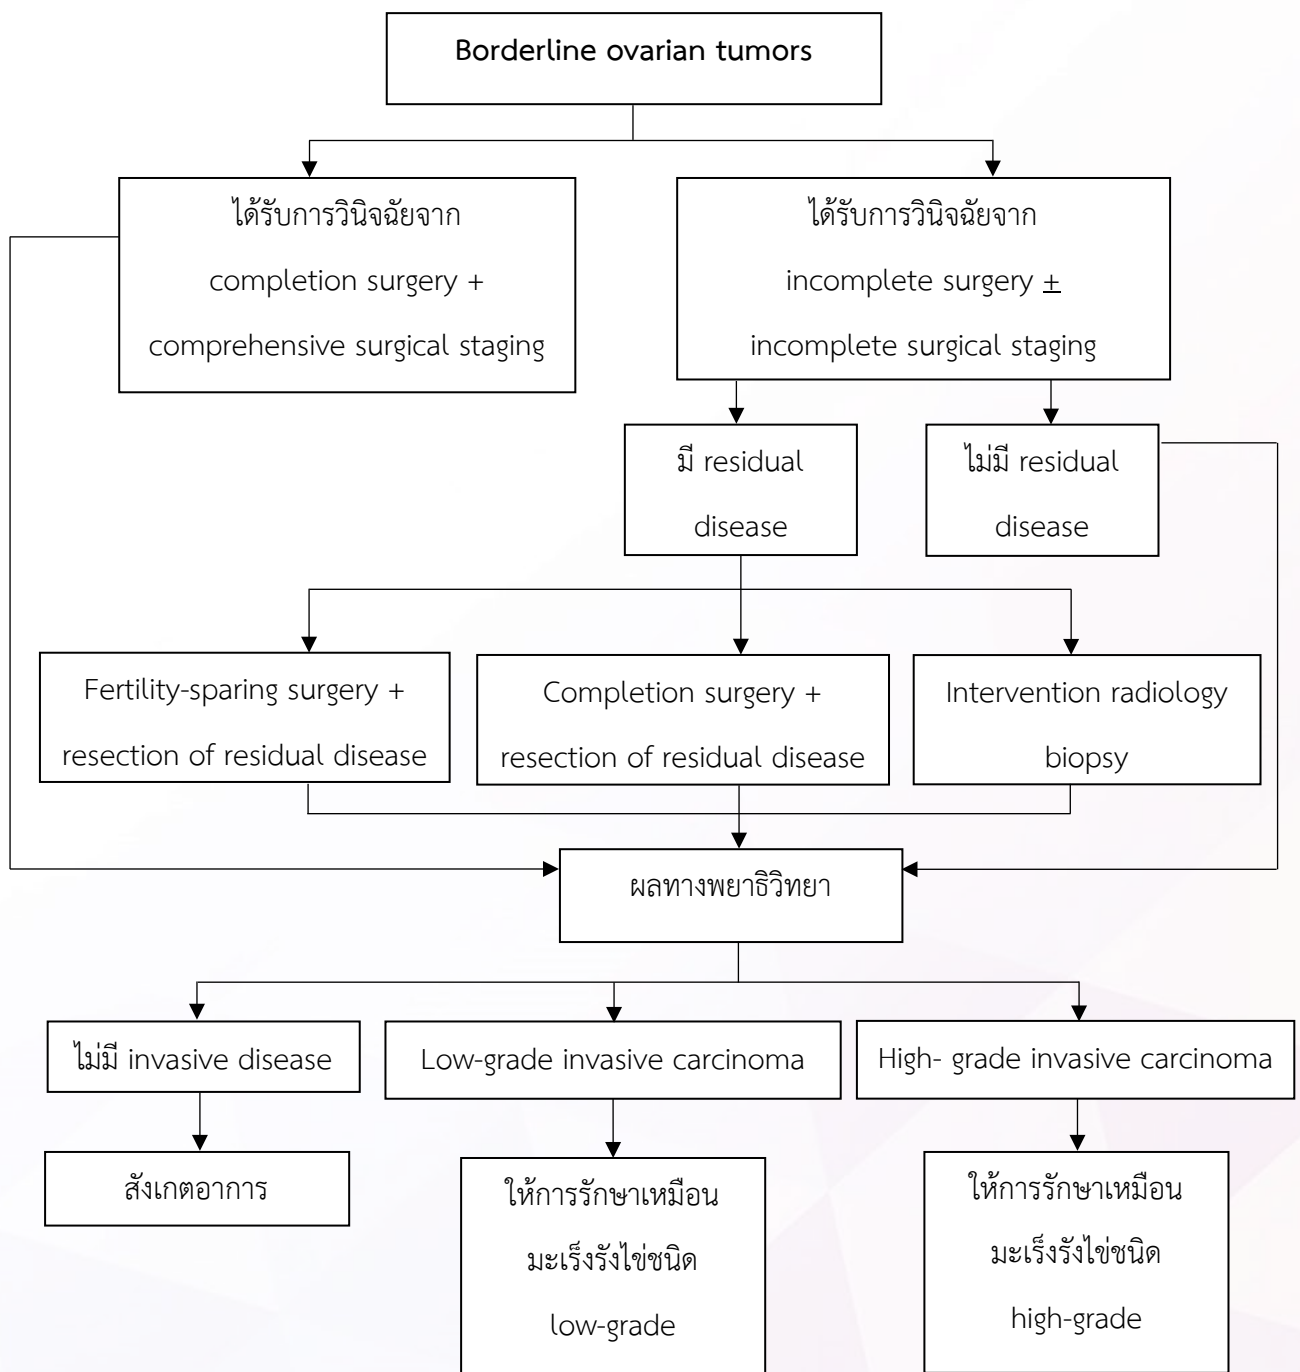 Borderline ovarian tumors
ได้รับการวินิจฉัยจาก
completion surgery +
comprehensive surgical staging
ได้รับการวินิจฉัยจาก
incomplete surgery ±
incomplete surgical staging
มี residual
disease
ไม่มี residual
disease
Fertility-sparing surgery +
resection of residual disease
Completion surgery +
resection of residual disease
Intervention radiology
biopsy
ผลทางพยาธิวิทยา
ไม่มี invasive disease
Low-grade invasive carcinoma
High- grade invasive carcinoma
สังเกตอาการ
ให้การรักษาเหมือน
มะเร็งรังไข่ชนิด
low-grade
ให้การรักษาเหมือน
มะเร็งรังไข่ชนิด
high-grade